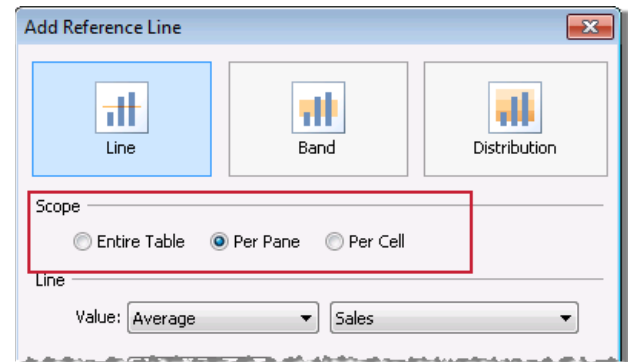 Add Reference Line
Line Band Distribution
Scope
Entire Table Per Pane Per Cell
Line
Value: Average Sales